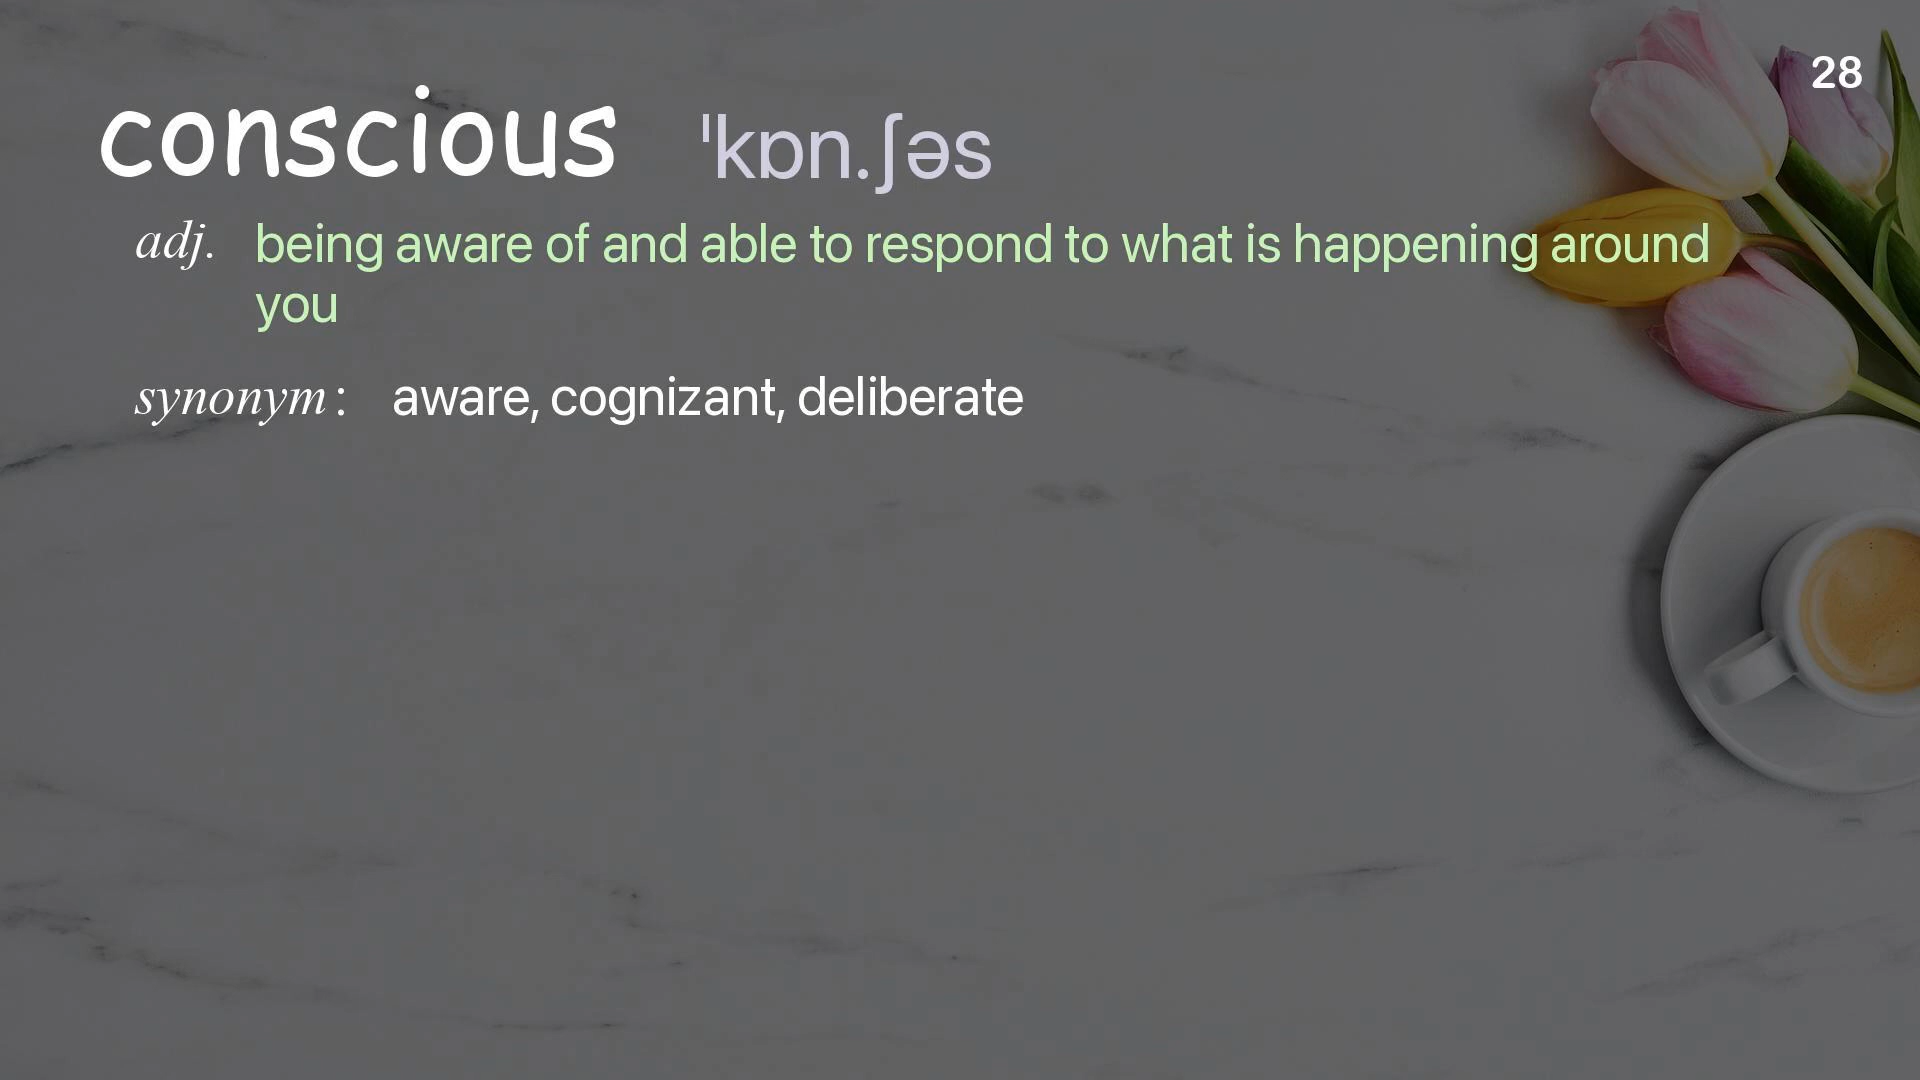 28
conscious ˈkɒn.ʃəs
adj. being aware of and able to respond to what is happening around
you
synonym: aware, cognizant, deliberate